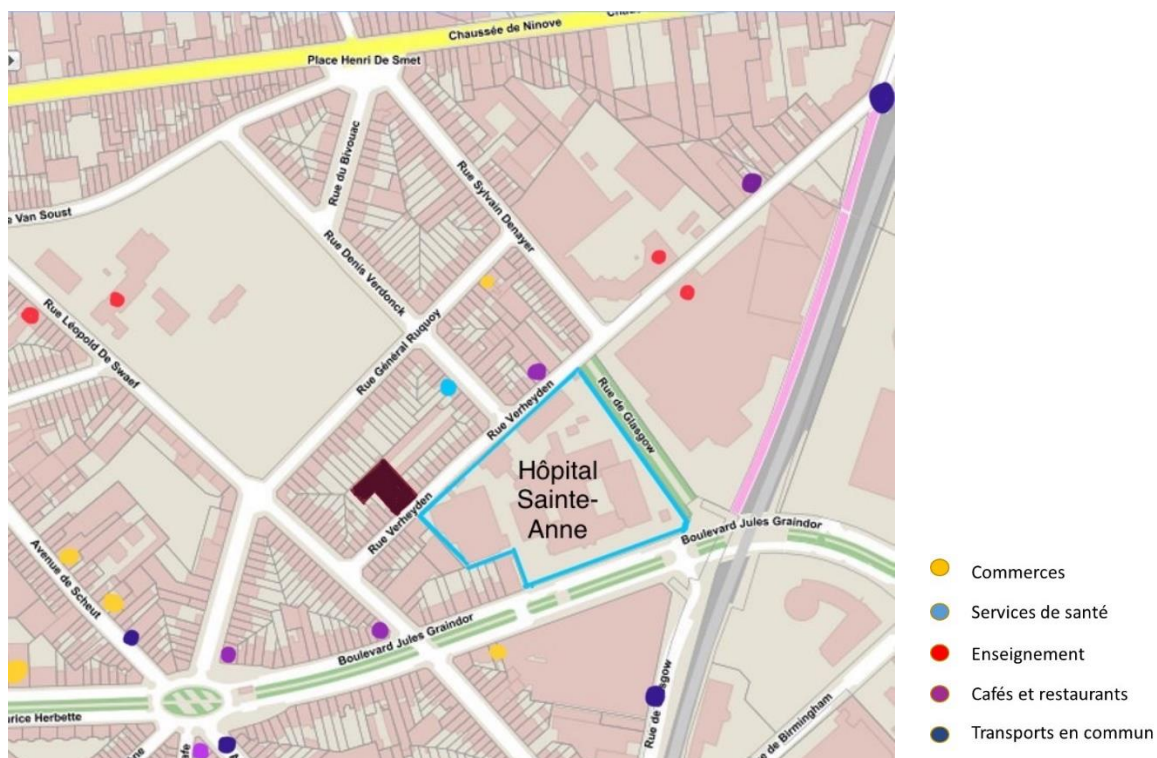 Chaussée de Ninove
Place Henri De Smet
Rue du Bivouac
Rue Sylvain Denayer
Van Soust
Rue Denis Verdonck
Rue Léopold De Swaef
Rue Général Ruquoy
Rue Verheyden
Rue de Glasgow
Hôpital
Sainte-
Anne
Rue Verheyden
Boulevard Jules Graindor
Avenue de Scheut
Boulevard Jules Graindor
Herbette
Rue de
Birmingham
Commerces
Services de santé
Enseignement
Cafés et restaurants
Transports en commun